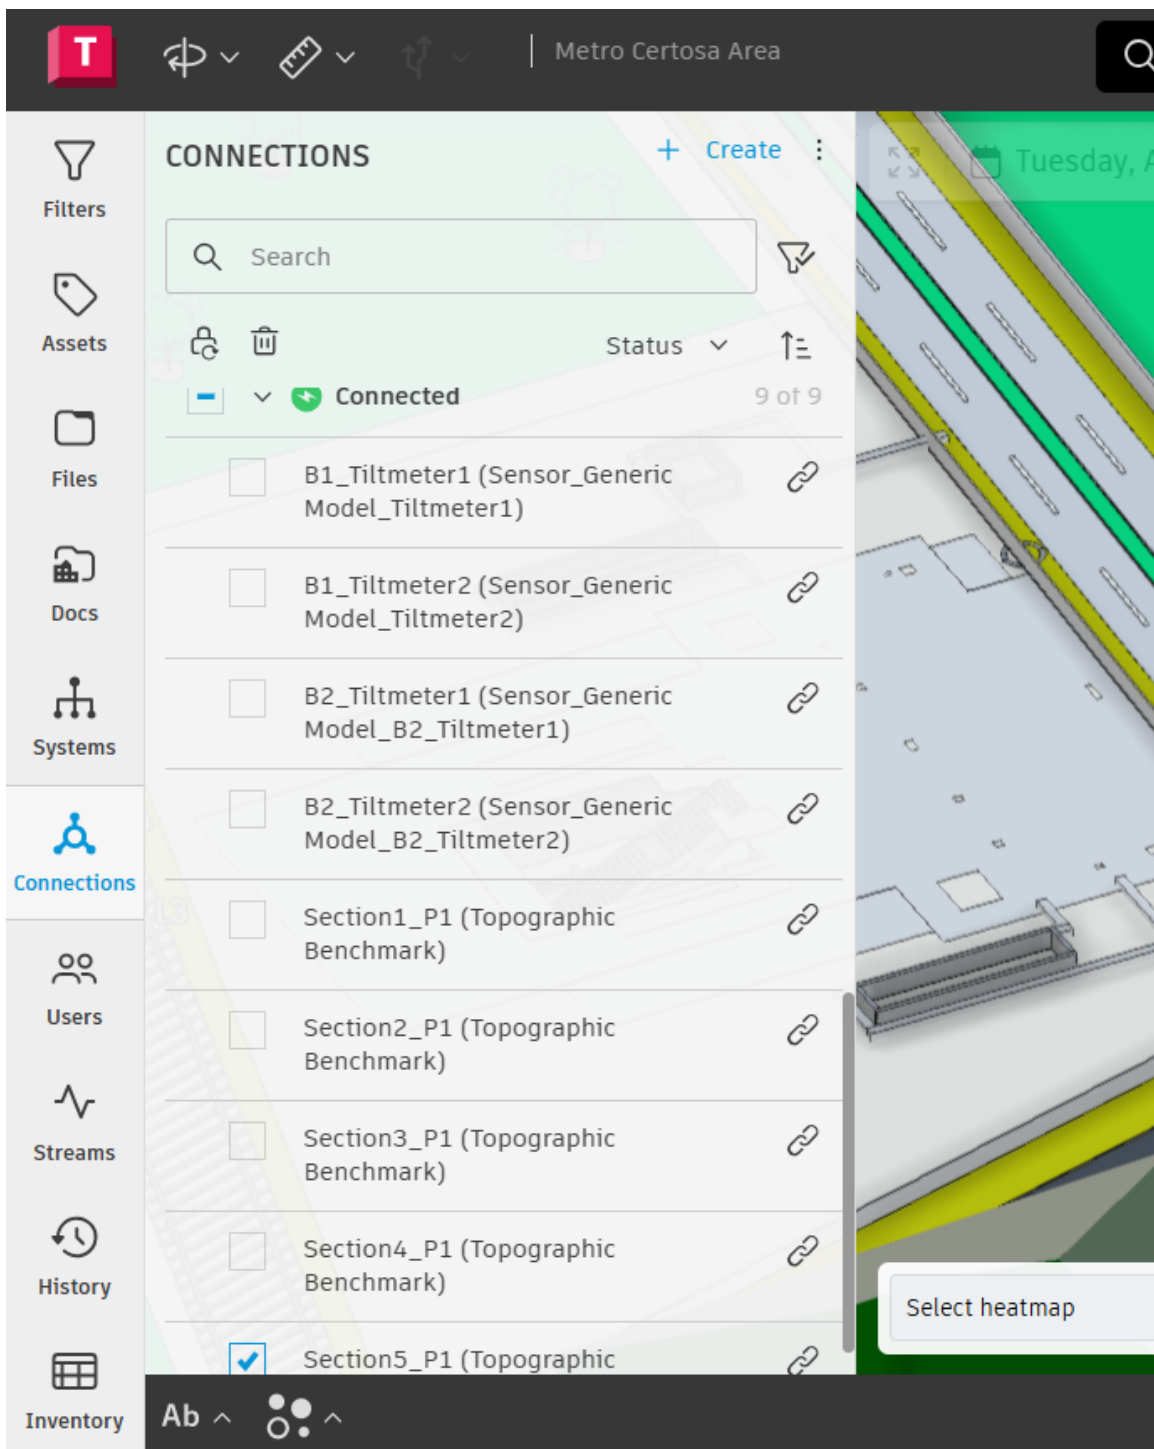 T
Metro Certosa Area
Filters
Assets
Files
Docs
Systems
Connections
Users
Streams
History
Inventory
CONNECTIONS
+ Create
Search
Status
Connected
9 of 9
B1_Tiltmeter1 (Sensor_Generic
Model_Tiltmeter1)
B1_Tiltmeter2 (Sensor_Generic
Model_Tiltmeter2)
B2_Tiltmeter1 (Sensor_Generic
Model_B2_Tiltmeter1)
B2_Tiltmeter2 (Sensor_Generic
Model_B2_Tiltmeter2)
Section1_P1 (Topographic
Benchmark)
Section2_P1 (Topographic
Benchmark)
Section3_P1 (Topographic
Benchmark)
Section4_P1 (Topographic
Benchmark)
Section5_P1 (Topographic
Tuesday, A
Select heatmap
Ab